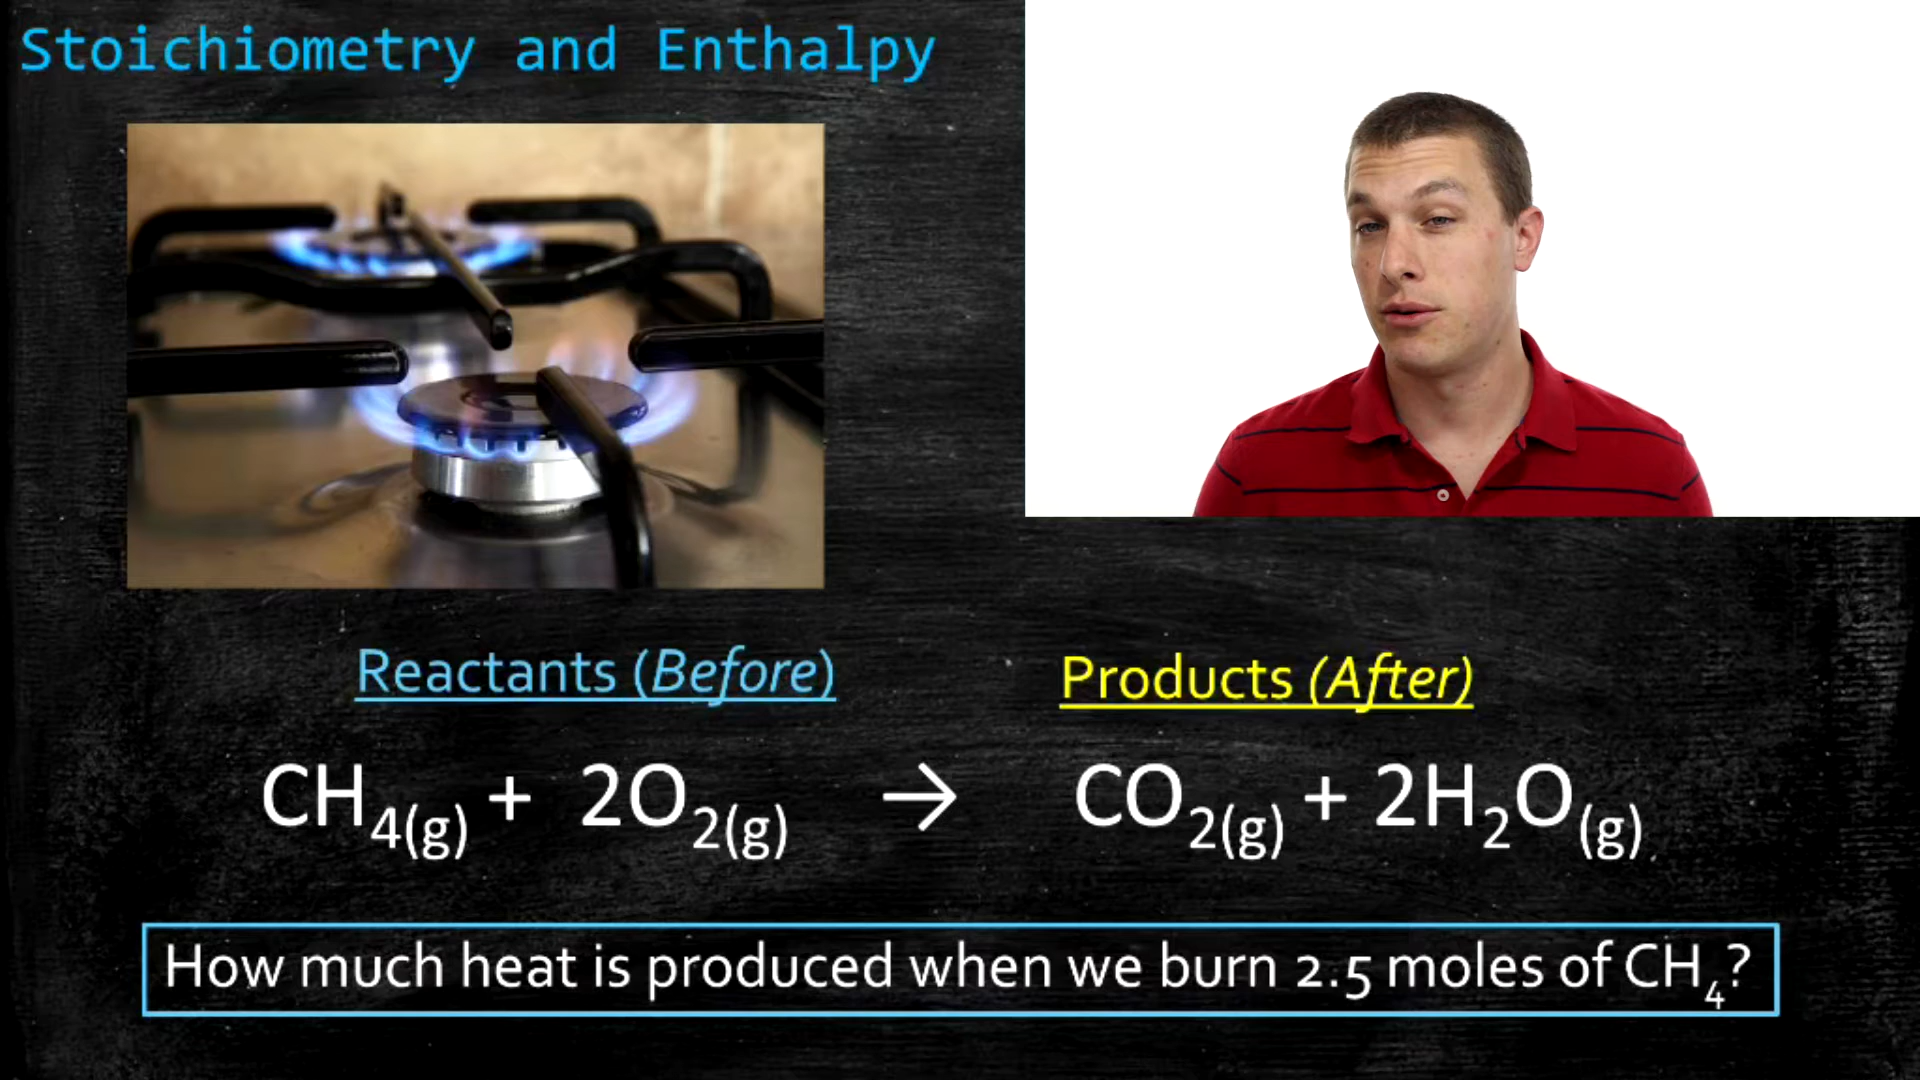 Stoichiometry and Enthalpy
Reactants (Before) Products (After)
CH₄(g) + 2O₂(g) → CO₂(g) + 2H₂O(g)
How much heat is produced when we burn 2.5 moles of CH₄?